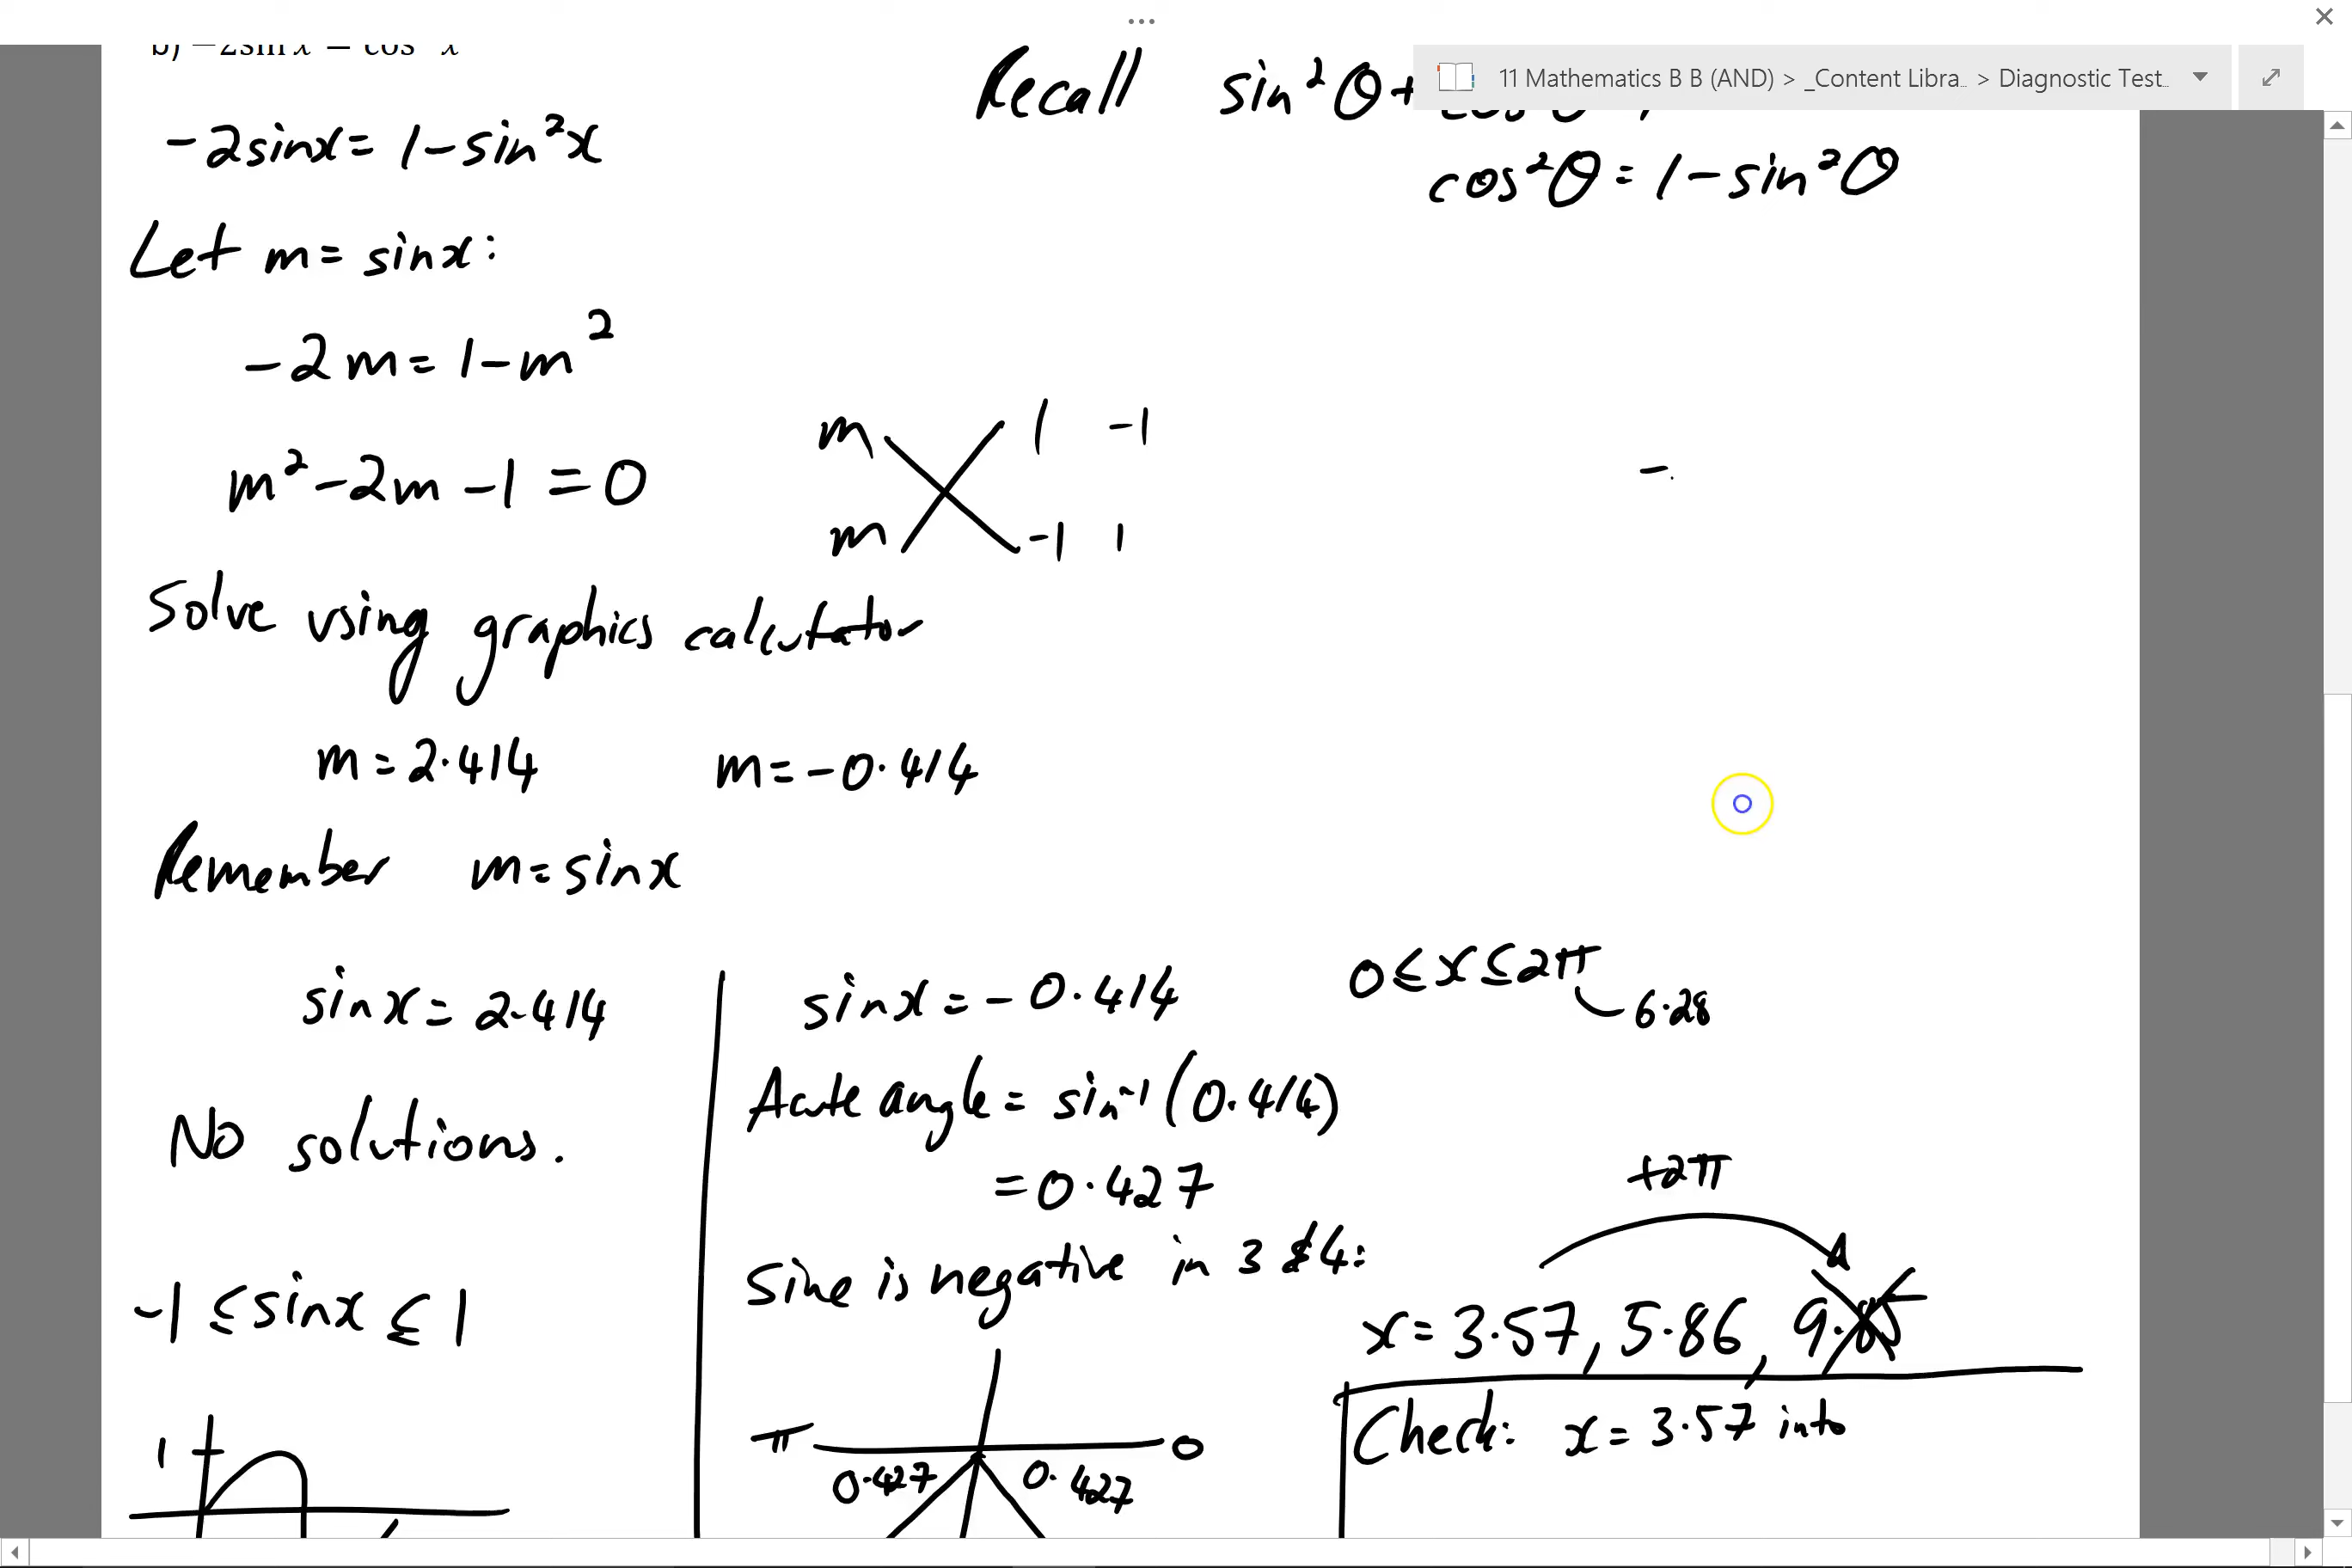 b) −2sin x = cos x
Recall sin²θ+
11 Mathematics B B (AND) > _Content Libra... > Diagnostic Test...
-2sinx = 1-sin²x
cos²θ = 1-sin²θ
Let m = sinx:
-2m = 1-m²
m 1 -1
m²-2m-1=0
m -1 1
Solve using graphics calculator
m = 2.414 m = -0.414
Remember m = sinx
sinx = 2.414
No solutions.
-1 ≤ sinx ≤ 1
1
sinx = -0.414
Acute angle = sin⁻¹(0.414)
= 0.427
Sine is negative in 3 & 4:
π 0
0.427 0.427
0 ≤ x ≤ 2π
6.28
+2π
x = 3.57, 5.86, 9.85
Check: x = 3.57 into